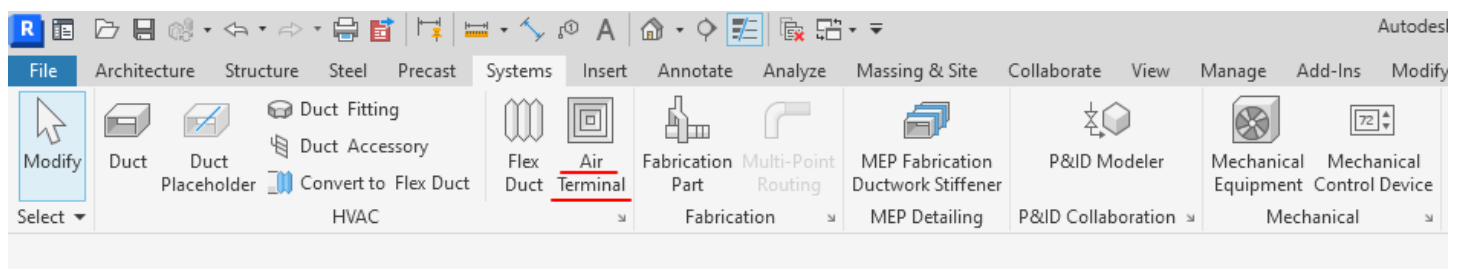 R A Autodesk
File Architecture Structure Steel Precast Systems Insert Annotate Analyze Massing & Site Collaborate View Manage Add-Ins Modify
Modify
Duct
Duct Placeholder
Duct Fitting
Duct Accessory
Convert to Flex Duct
Flex Duct
Air Terminal
Fabrication Part
Multi-Point Routing
MEP Fabrication Ductwork Stiffener
P&ID Modeler
72
Mechanical Equipment
Mechanical Control Device
Select HVAC Fabrication MEP Detailing P&ID Collaboration Mechanical